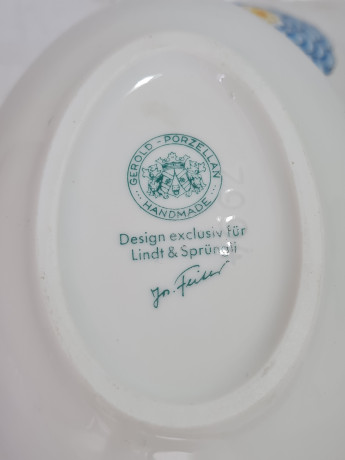 GEROLD - PORZELLAN
HANDMADE
Design exclusiv für
Lindt & Sprüngli